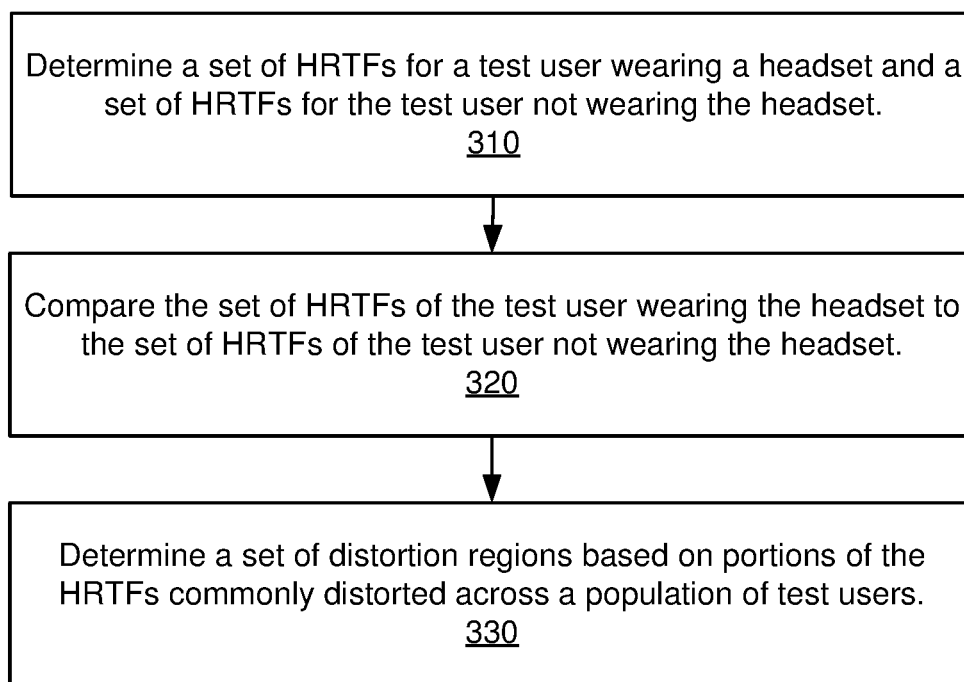 Determine a set of HRTFs for a test user wearing a headset and a
set of HRTFs for the test user not wearing the headset.
310
Compare the set of HRTFs of the test user wearing the headset to
the set of HRTFs of the test user not wearing the headset.
320
Determine a set of distortion regions based on portions of the
HRTFs commonly distorted across a population of test users.
330